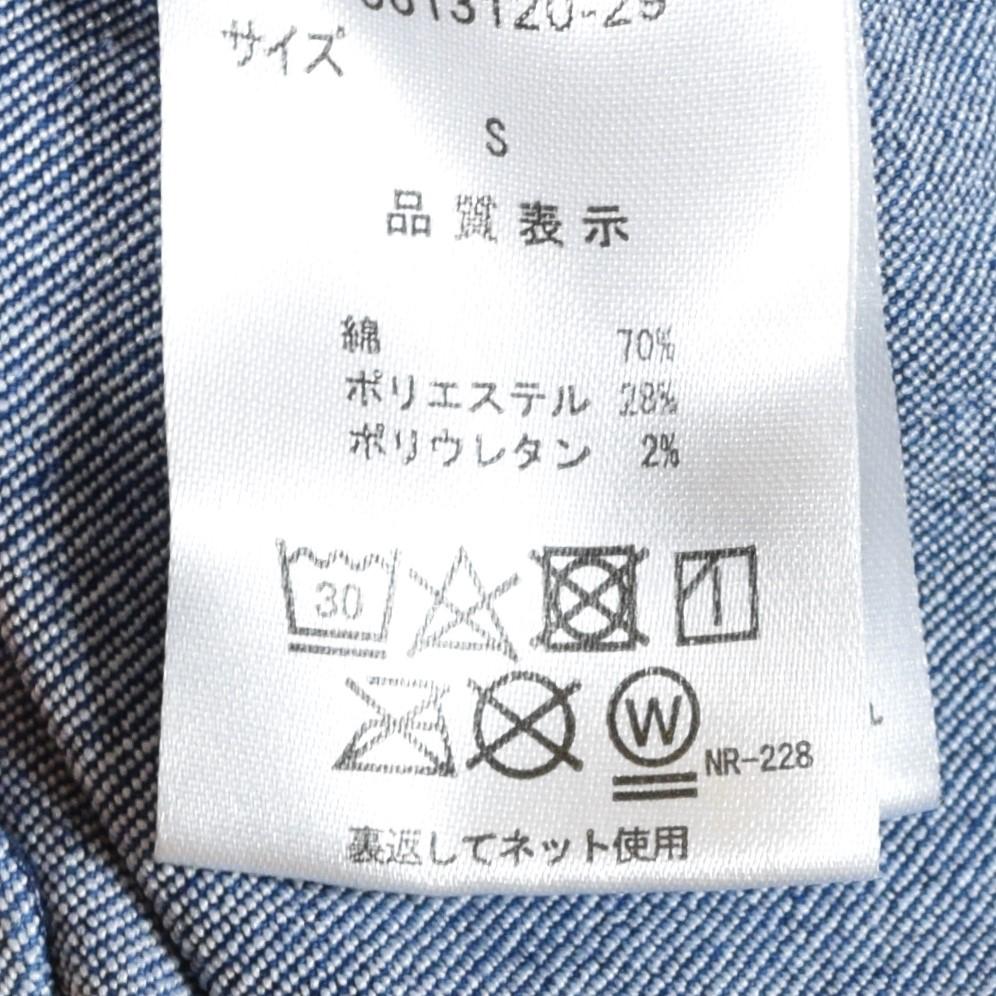 サイズ
S
品質表示
綿 70%
ポリエステル 28%
ポリウレタン 2%
30
W
NR-228
裏返してネット使用
L